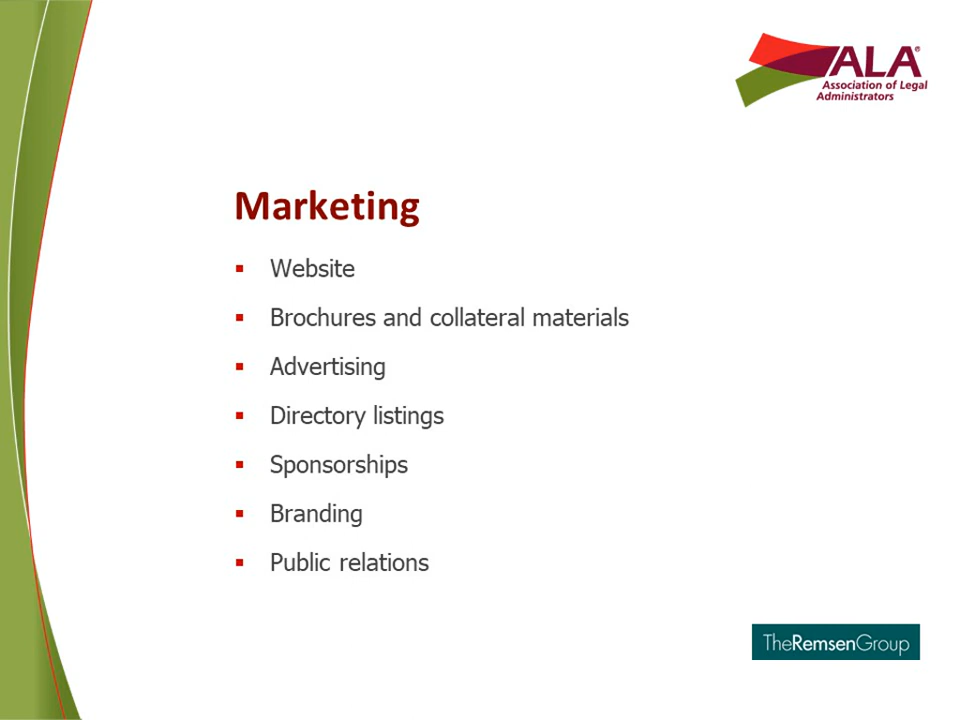 ALA®
Association of Legal
Administrators
Marketing
▪ Website
▪ Brochures and collateral materials
▪ Advertising
▪ Directory listings
▪ Sponsorships
▪ Branding
▪ Public relations
TheRemsenGroup